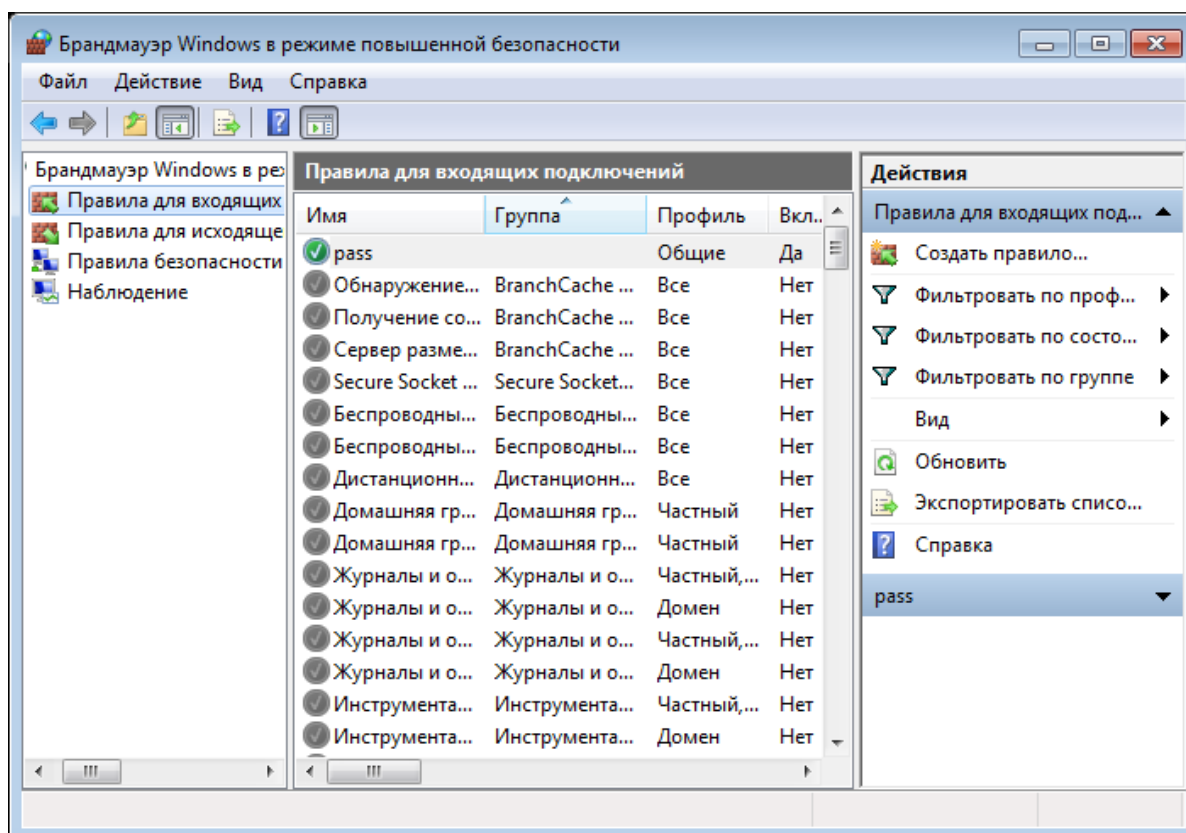 Брандмауэр Windows в режиме повышенной безопасности
Файл Действие Вид Справка
Брандмауэр Windows в реж
Правила для входящих
Правила для исходяще
Правила безопасности
Наблюдение
Правила для входящих подключений
Имя Группа Профиль Вкл..
pass Общие Да
Обнаружение... BranchCache ... Все Нет
Получение со... BranchCache ... Все Нет
Сервер разме... BranchCache ... Все Нет
Secure Socket ... Secure Socket... Все Нет
Беспроводны... Беспроводны... Все Нет
Беспроводны... Беспроводны... Все Нет
Дистанционн... Дистанционн... Все Нет
Домашняя гр... Домашняя гр... Частный Нет
Домашняя гр... Домашняя гр... Частный Нет
Журналы и о... Журналы и о... Частный,... Нет
Журналы и о... Журналы и о... Домен Нет
Журналы и о... Журналы и о... Частный,... Нет
Журналы и о... Журналы и о... Домен Нет
Инструмента... Инструмента... Частный,... Нет
Инструмента... Инструмента... Домен Нет
Действия
Правила для входящих под...
Создать правило...
Фильтровать по проф...
Фильтровать по состо...
Фильтровать по группе
Вид
Обновить
Экспортировать списо...
Справка
pass